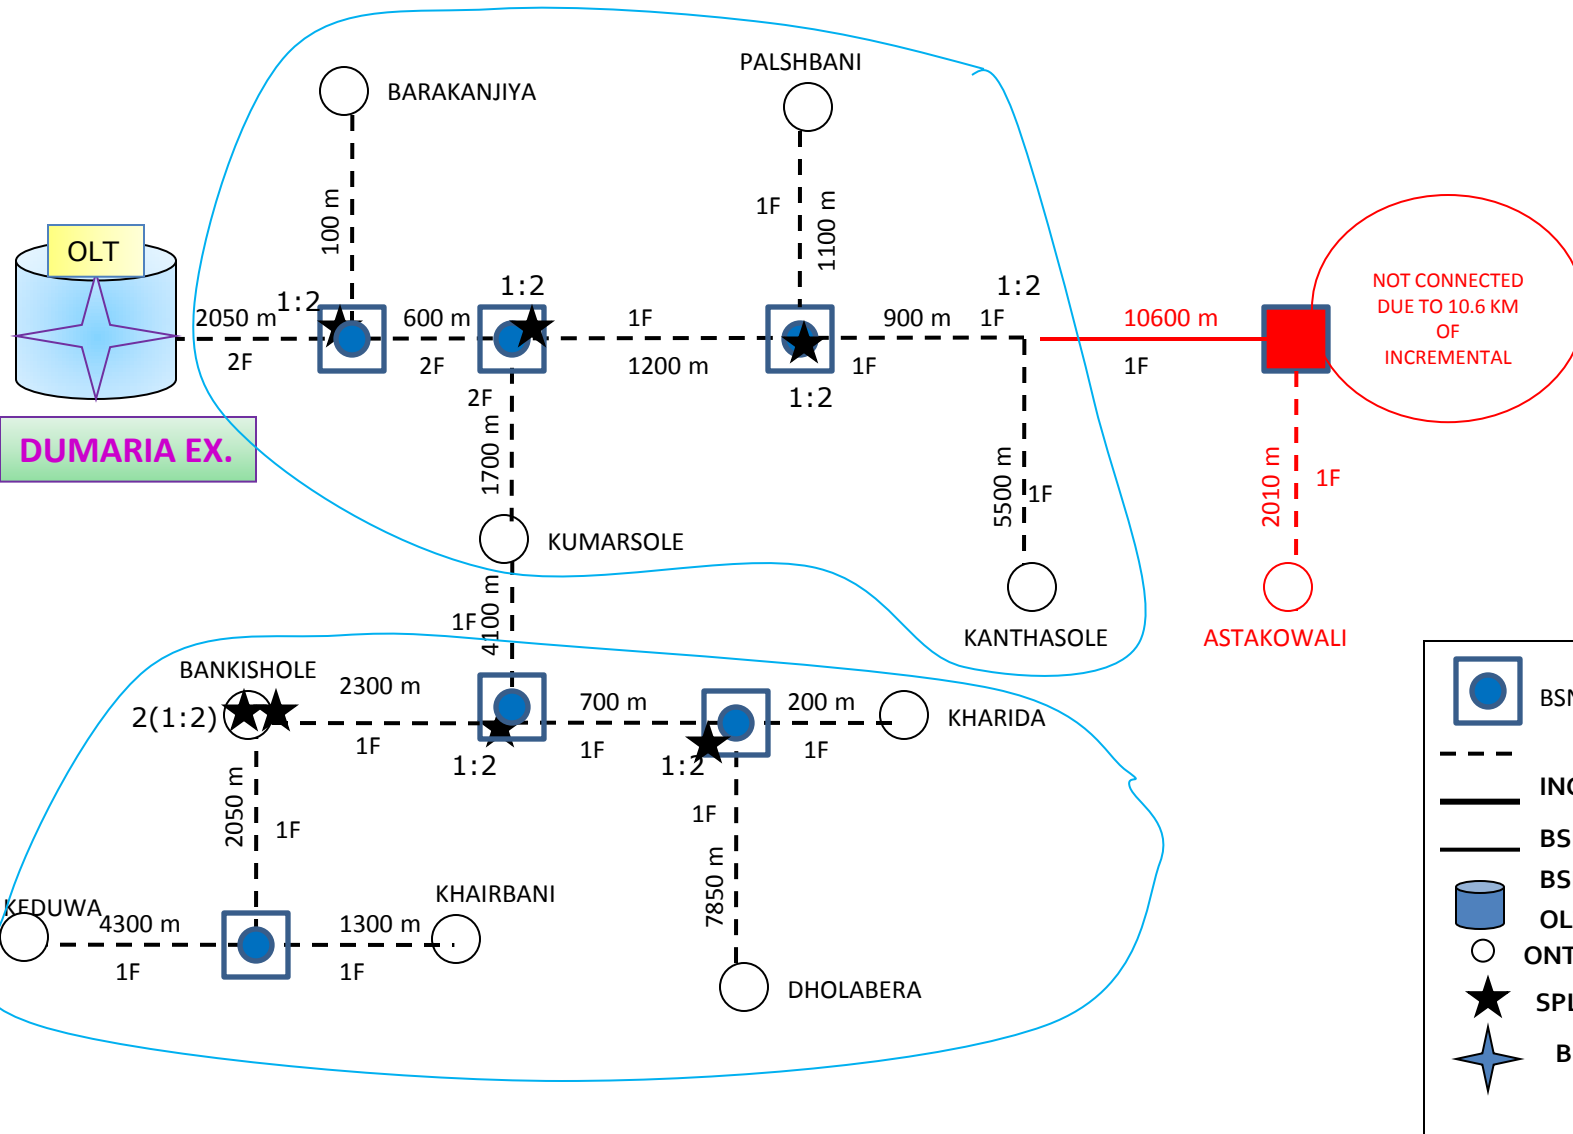 PALSHBANI
BARAKANJIYA
1F
100 m
1100 m
OLT
1:2
1:2
1:2
2050 m
600 m
1F
900 m
1F
10600 m
2F
2F
1200 m
1F
1F
NOT CONNECTED
DUE TO 10.6 KM
OF
INCREMENTAL
2F
1:2
DUMARIA EX.
1700 m
5500 m
1F
2010 m
1F
KUMARSOLE
4100 m
1F
KANTHASOLE
ASTAKOWALI
BANKISHOLE
2300 m
700 m
200 m
KHARIDA
2(1:2)
1F
1F
1F
1:2
1:2
2050 m
1F
1F
7850 m
KEDUWA
4300 m
KHAIRBANI
1300 m
1F
1F
DHOLABERA
BS
OL
ONT
SPL
B